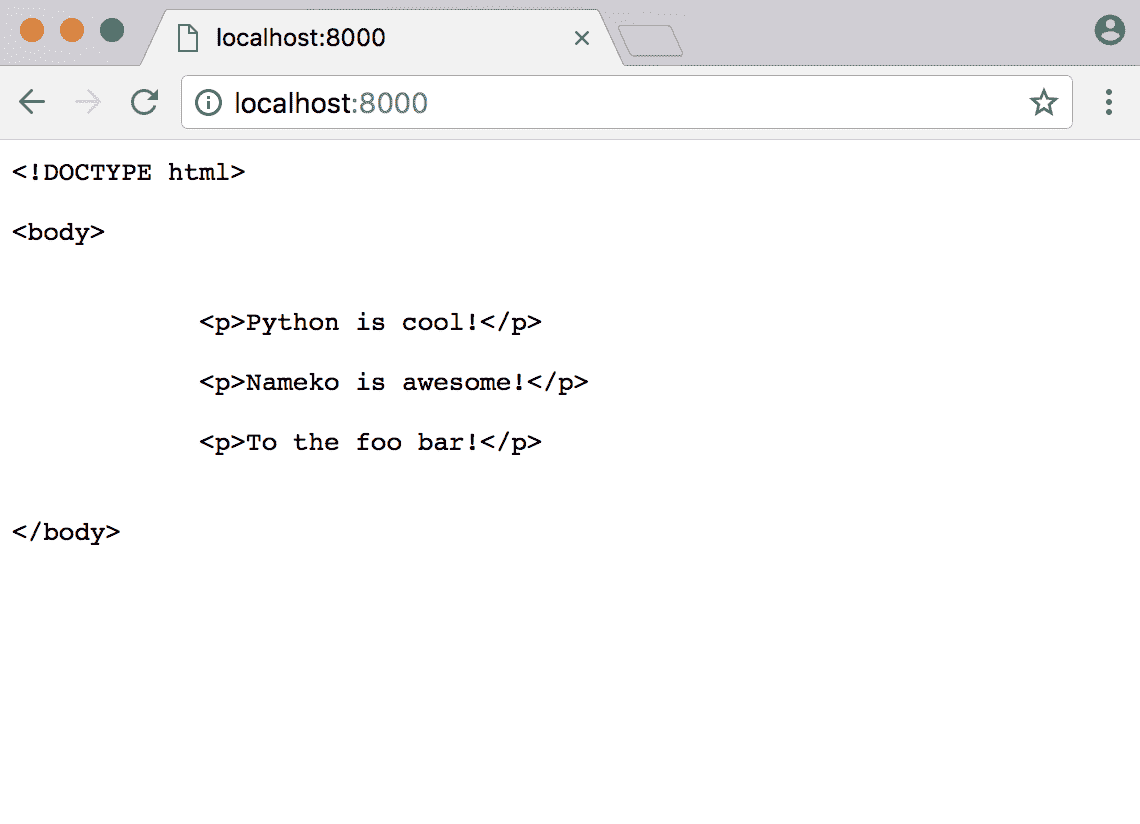 localhost:8000
localhost:8000
<!DOCTYPE html>
<body>
<p>Python is cool!</p>
<p>Nameko is awesome!</p>
<p>To the foo bar!</p>
</body>